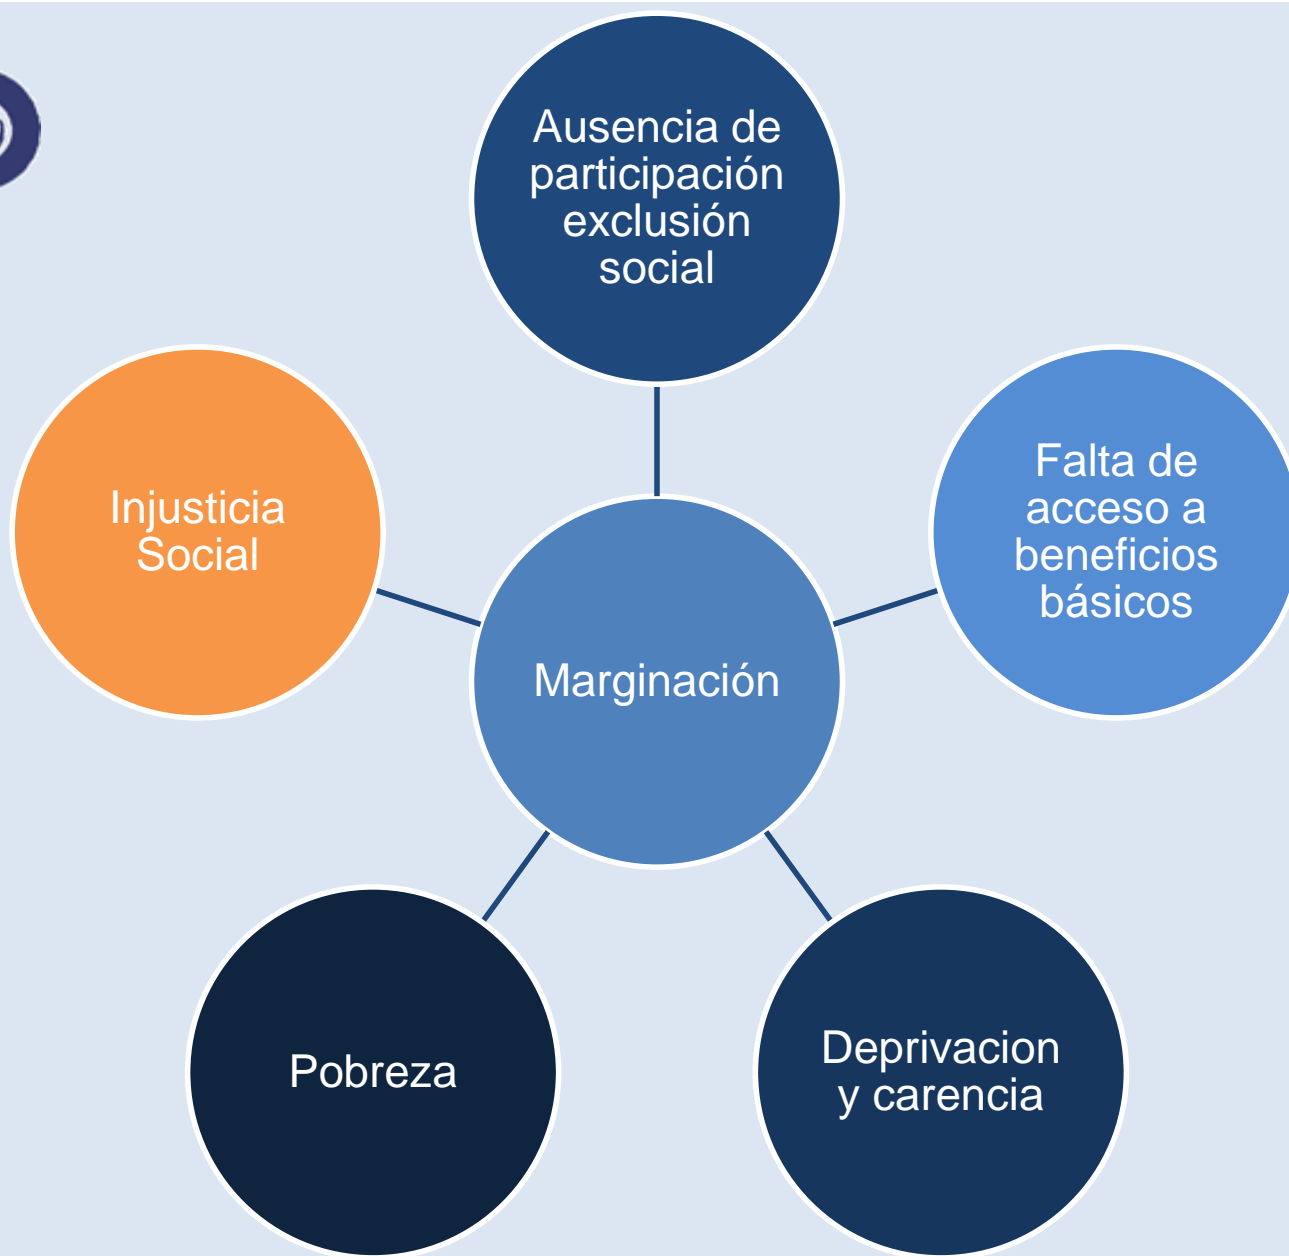 Ausencia de
participación
exclusión
social
Falta de
acceso a
beneficios
básicos
Injusticia
Social
Marginación
Pobreza
Deprivacion
y carencia